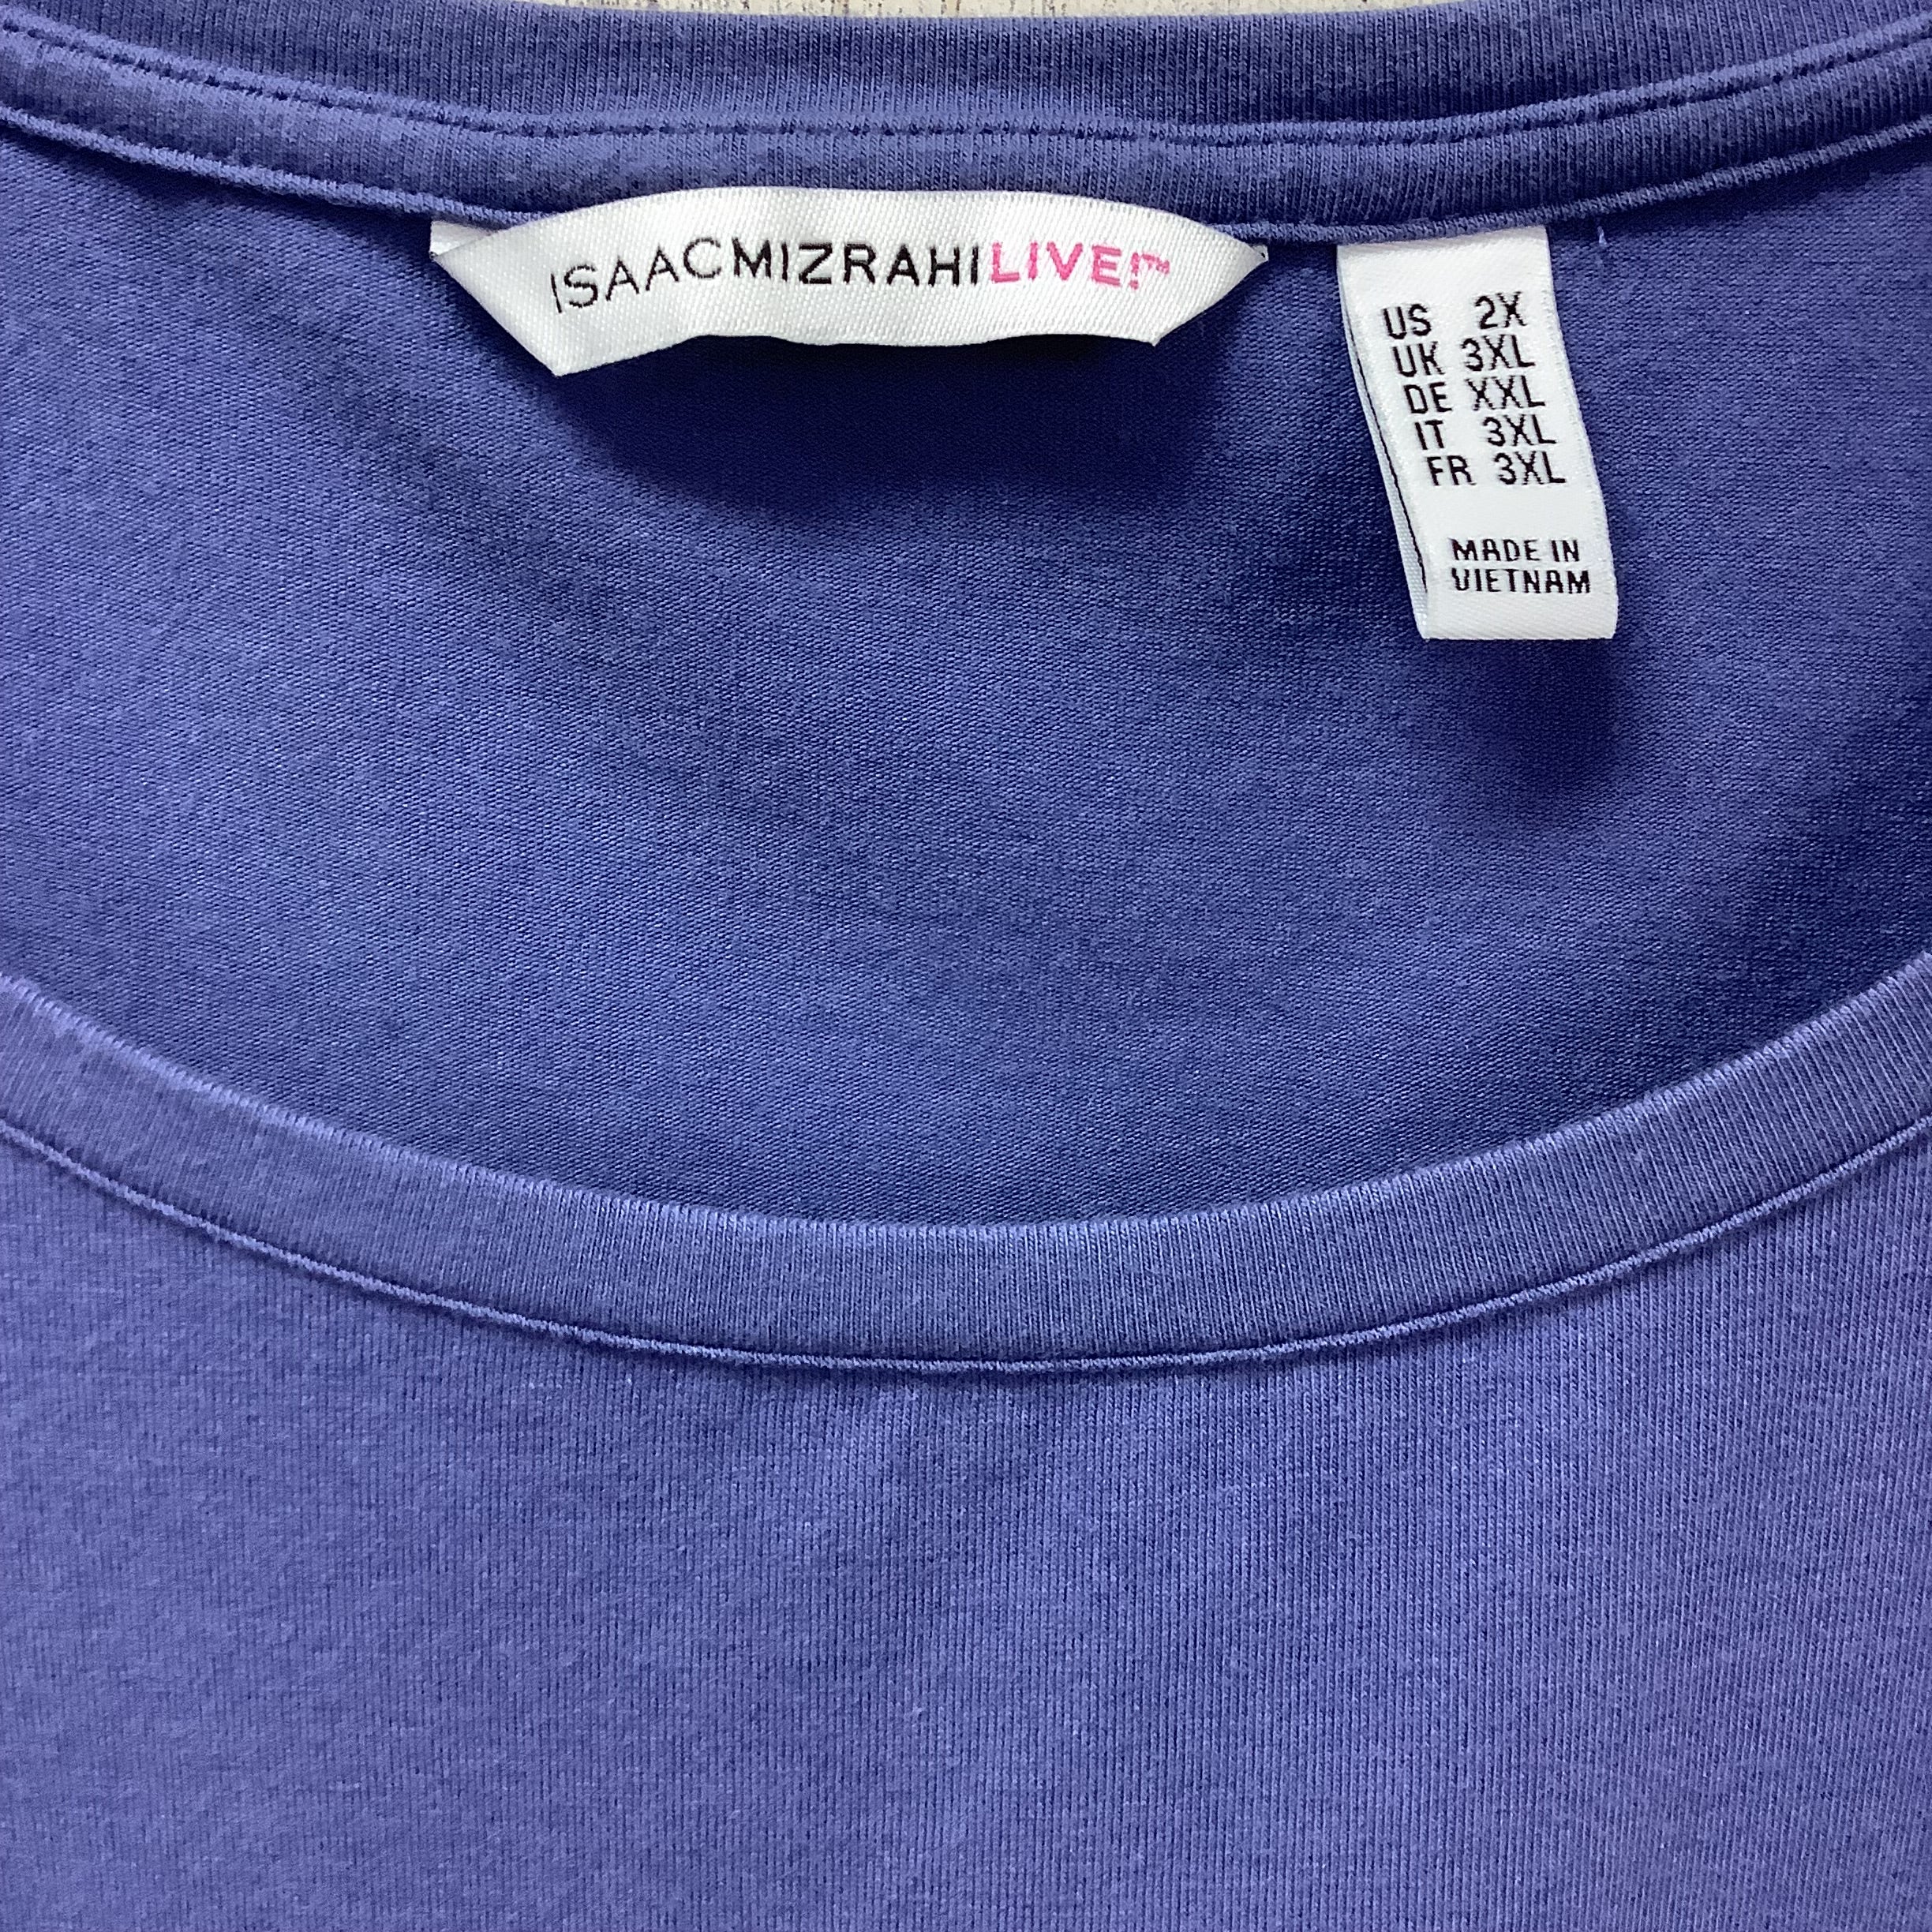 ISAACMIZRAHILIVE!™
US 2X
UK 3XL
DE XXL
IT 3XL
FR 3XL
MADE IN
VIETNAM